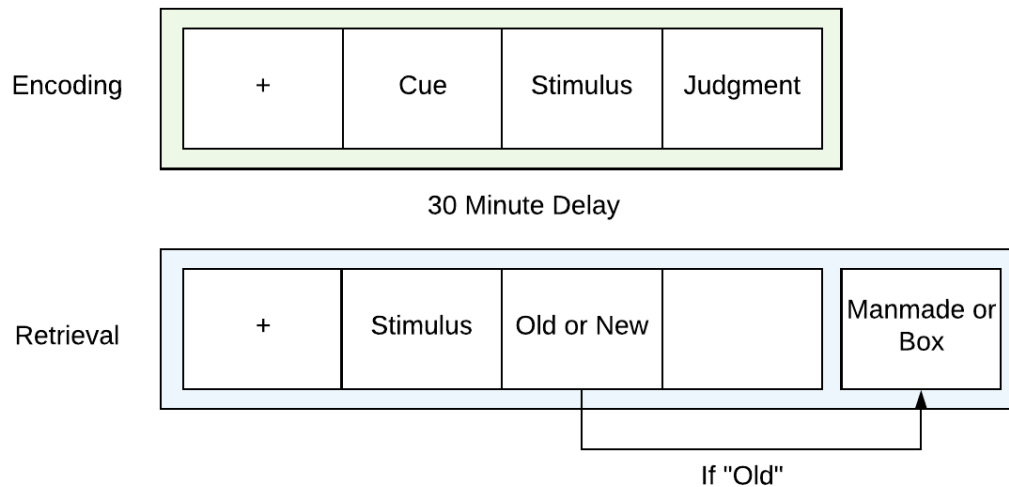 Encoding
+
Cue
Stimulus
Judgment
30 Minute Delay
Retrieval
+
Stimulus
Old or New
Manmade or
Box
If "Old"